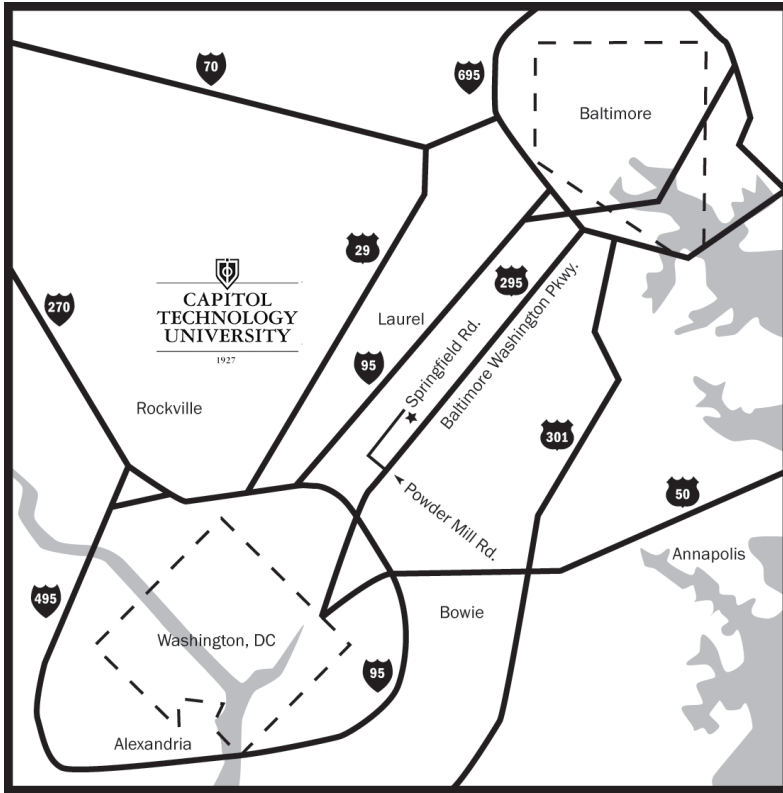 70
695
Baltimore
29
295
CAPITOL
TECHNOLOGY
UNIVERSITY
1927
270
Laurel
95
Springfield Rd.
Baltimore Washington Pkwy.
Rockville
301
50
Powder Mill Rd.
Annapolis
495
Bowie
Washington, DC
95
Alexandria